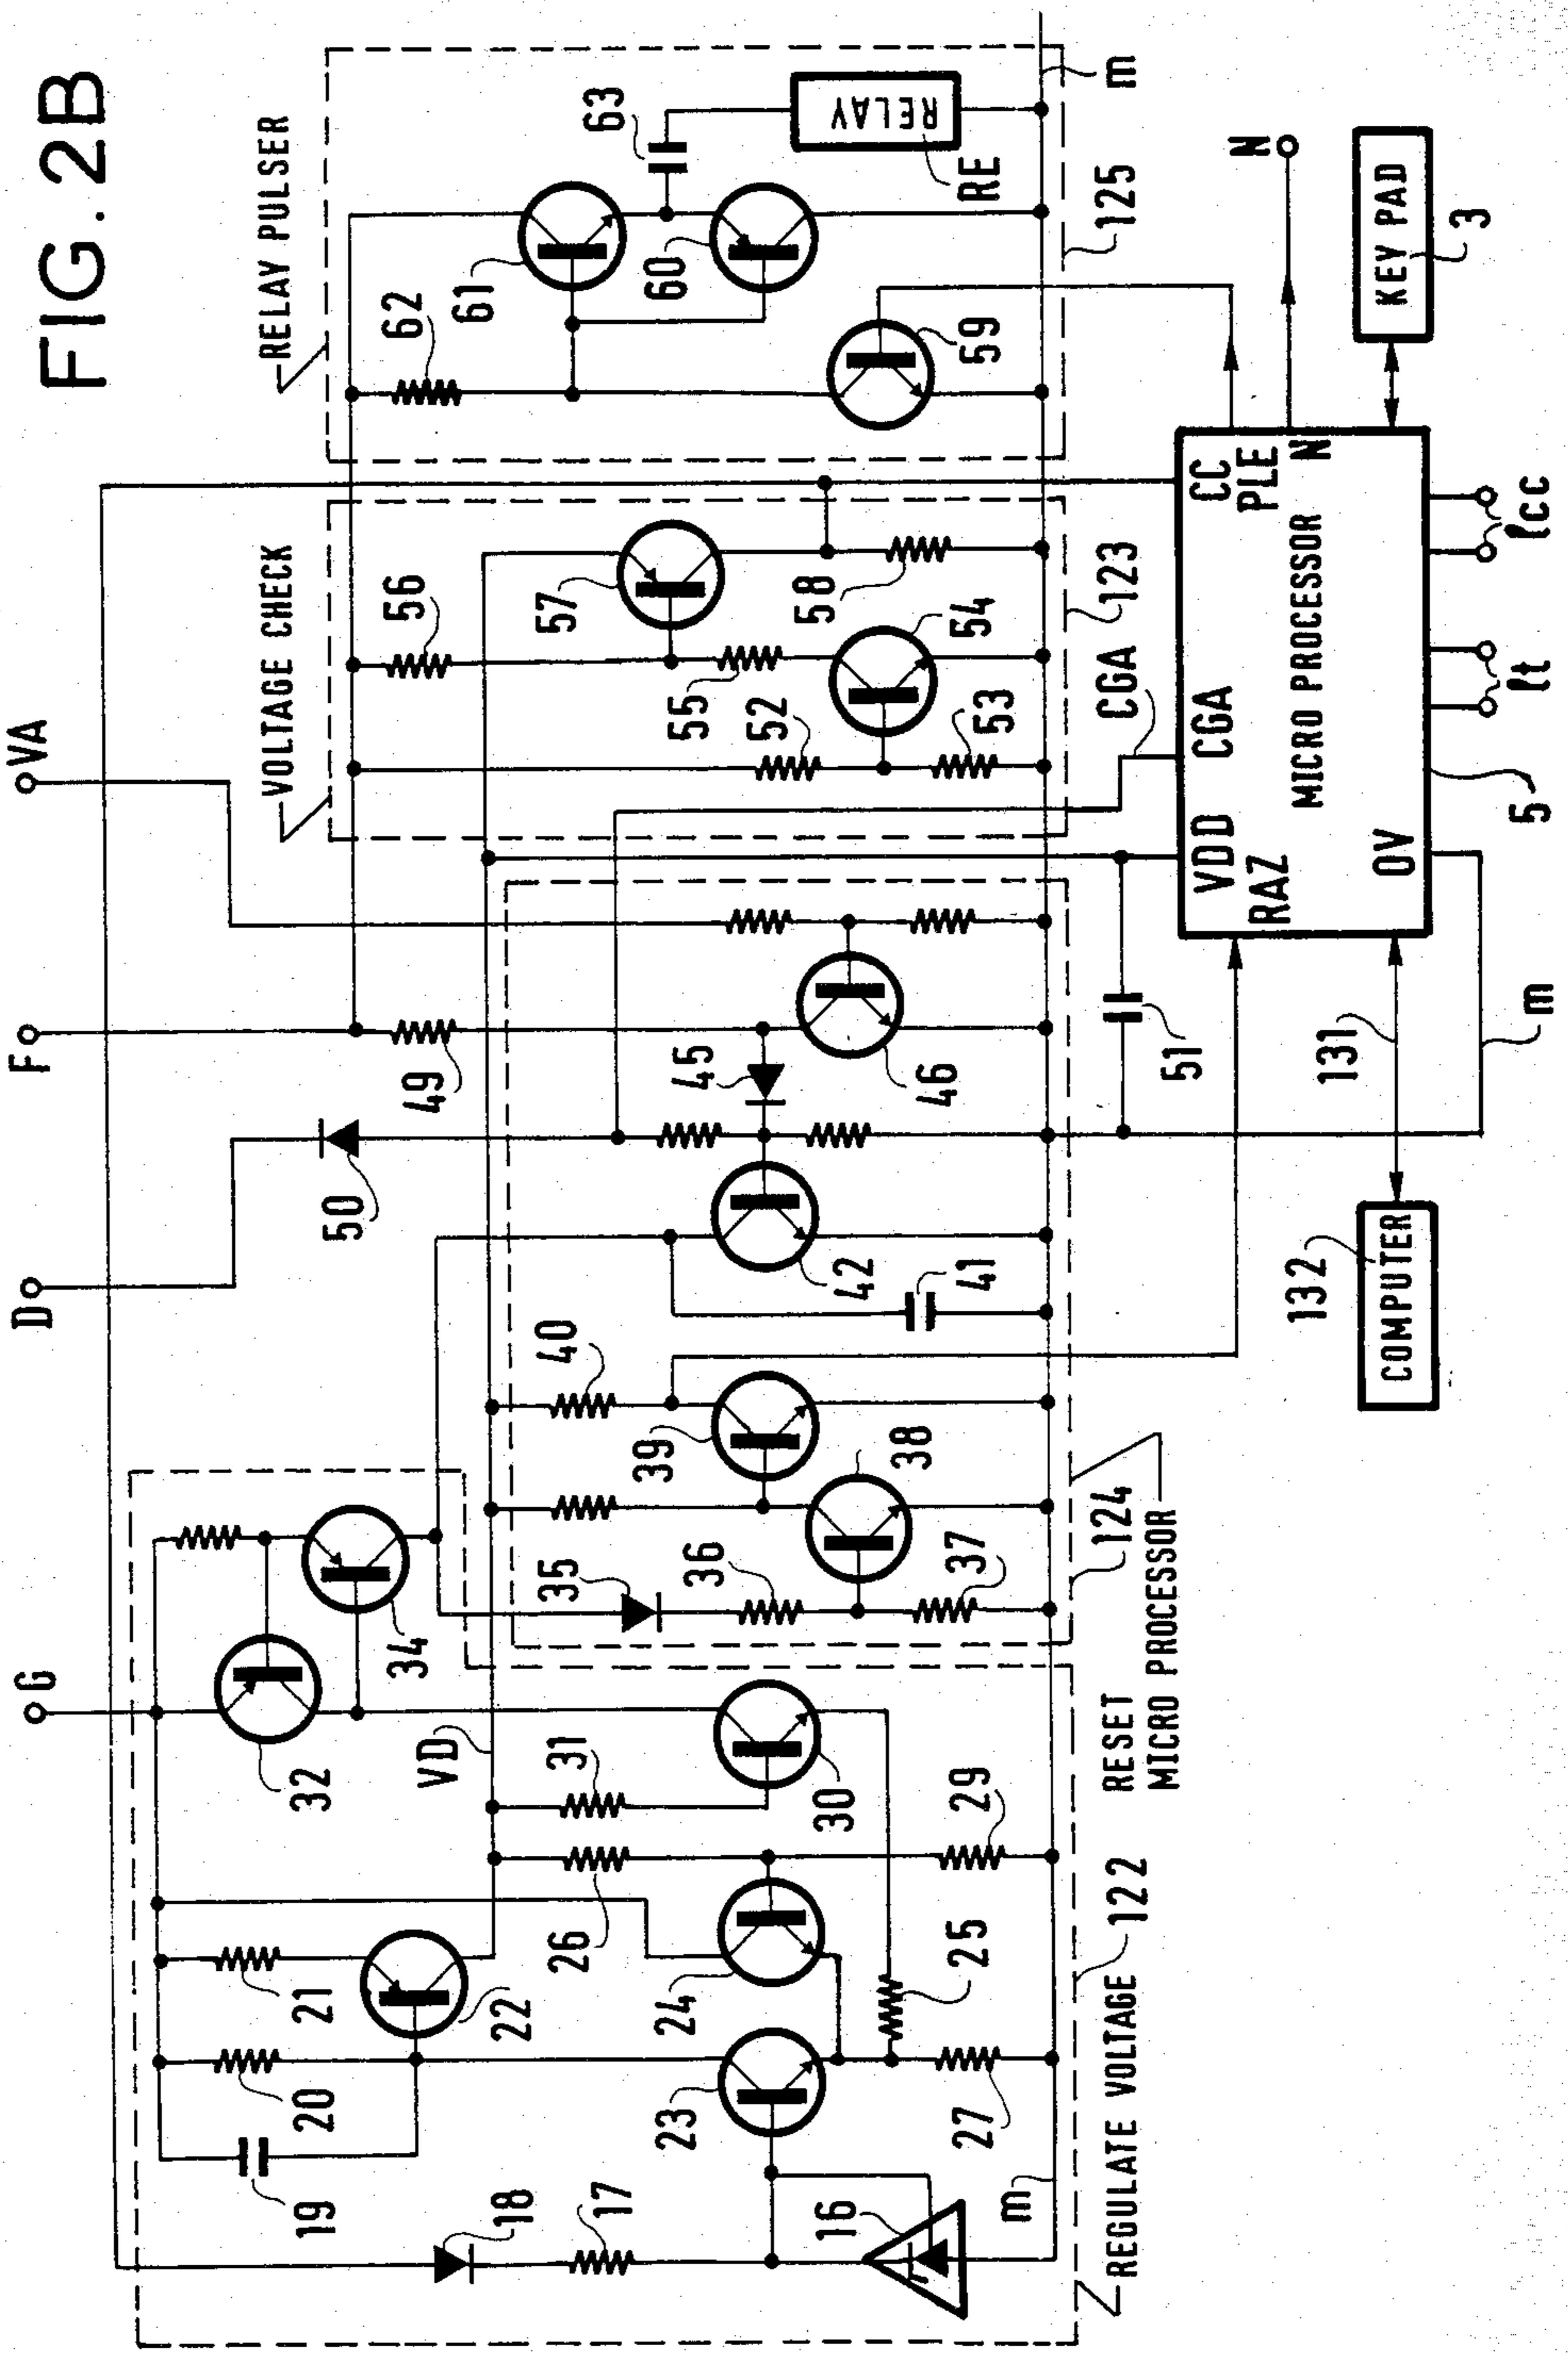 FIG. 2B
RELAY PULSER
VOLTAGE CHECK
VA
F
D
G
63
RELAY
RE
61
60
62
59
125
m
N
KEY PAD
3
56
57
58
55
54
52
53
123
CGA
CC
PLE
N
CGA
VDD
RAZ
OV
MICRO PROCESSOR
5
lcc
lt
49
45
46
50
51
131
m
132
COMPUTER
42
41
40
39
38
35
36
37
124
RESET
MICRO PROCESSOR
34
32
VD
31
30
29
26
24
25
21
22
20
23
27
19
18
17
16
m
122
REGULATE VOLTAGE